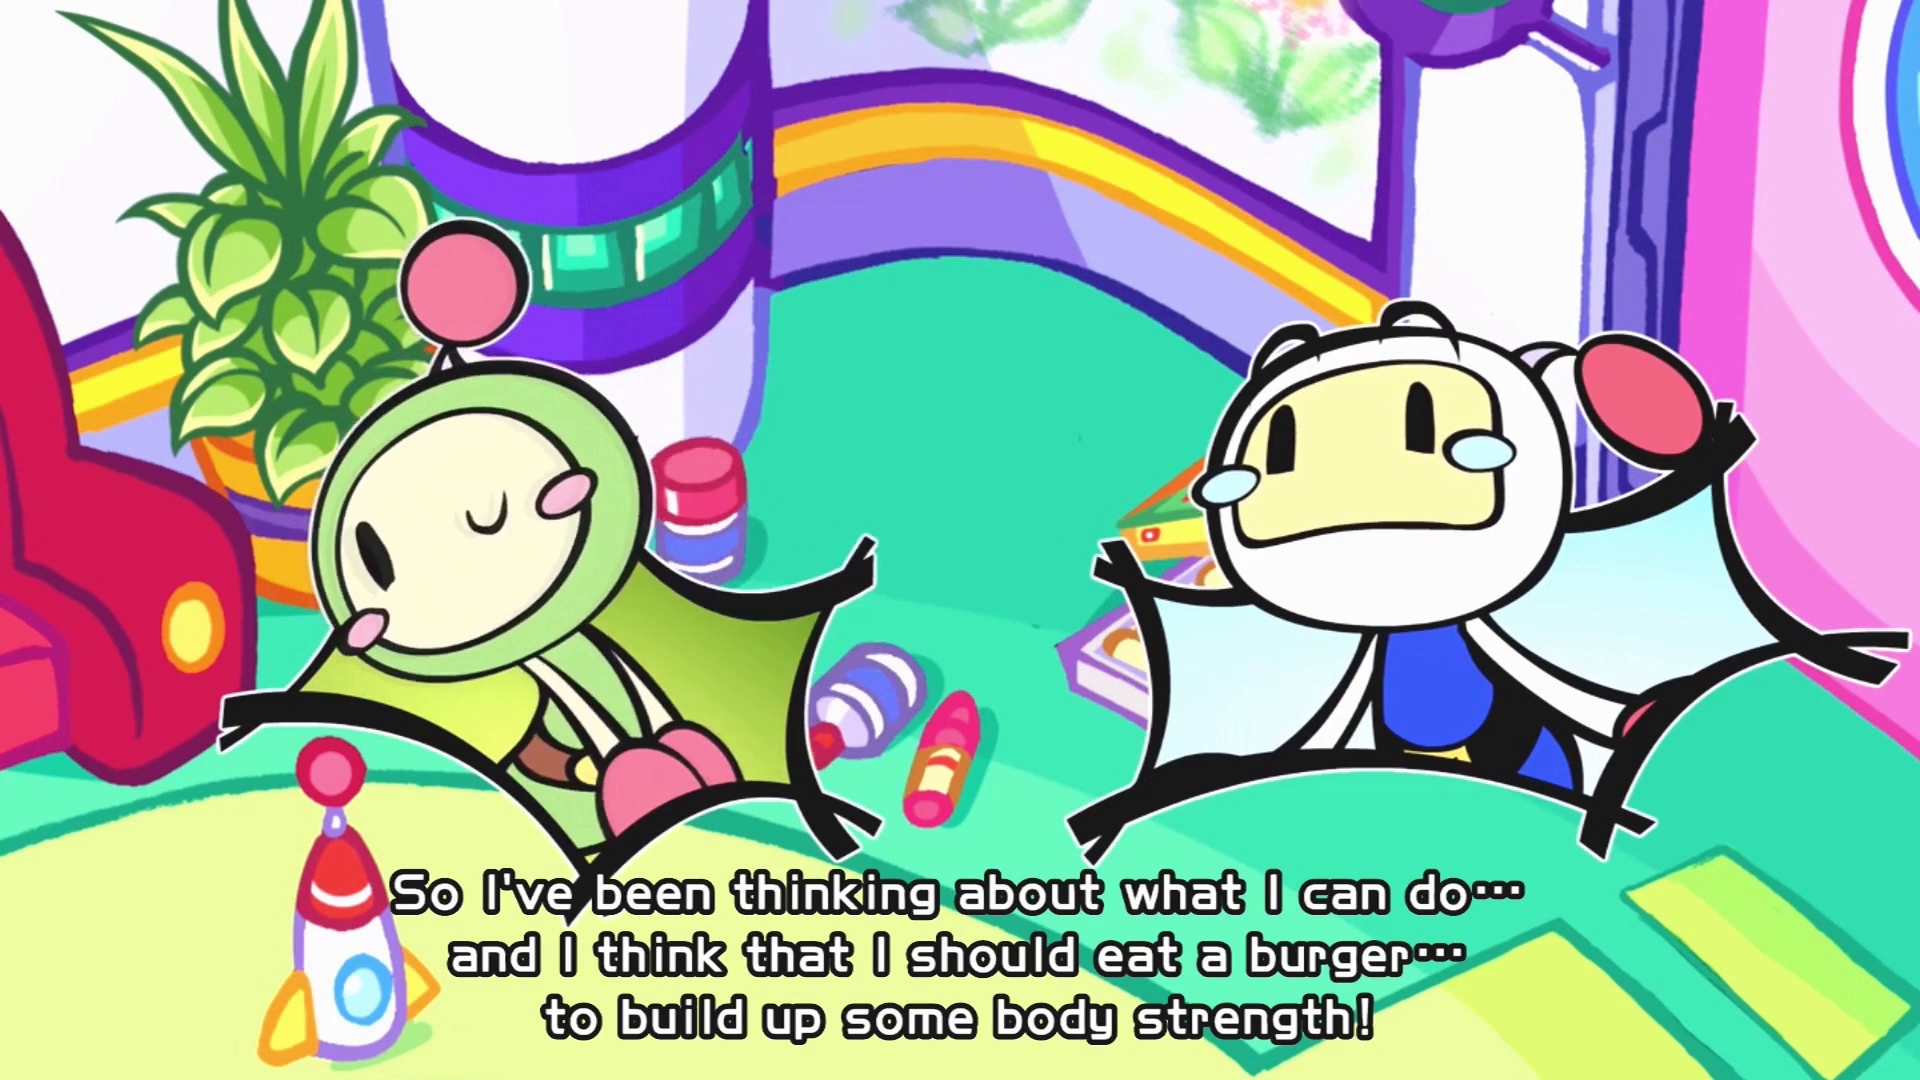 So I've been thinking about what I can do…
and I think that I should eat a burger…
to build up some body strength!